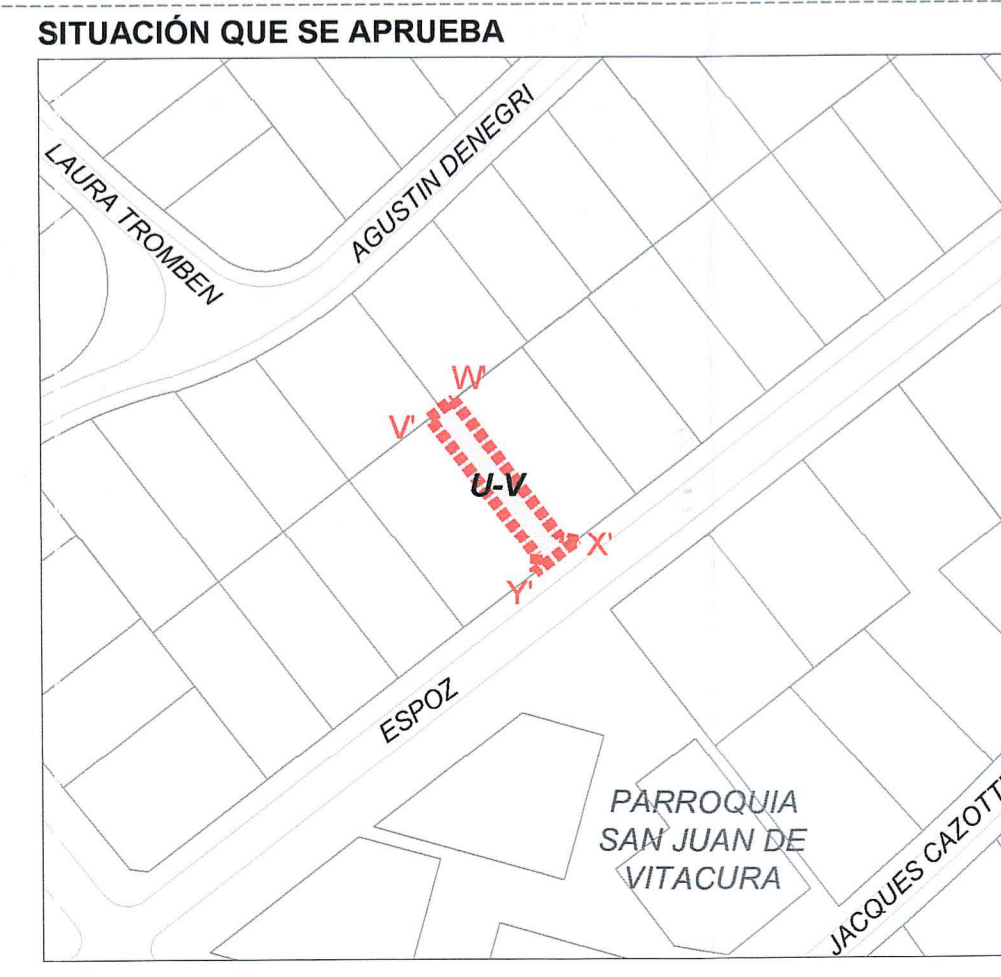 SITUACIÓN QUE SE APRUEBA
LAURA TROMBEN
AGUSTIN DENEGRI
W'
V'
U-V
X'
Y'
ESPOZ
PARROQUIA
SAN JUAN DE
VITACURA
JACQUES CAZOTT